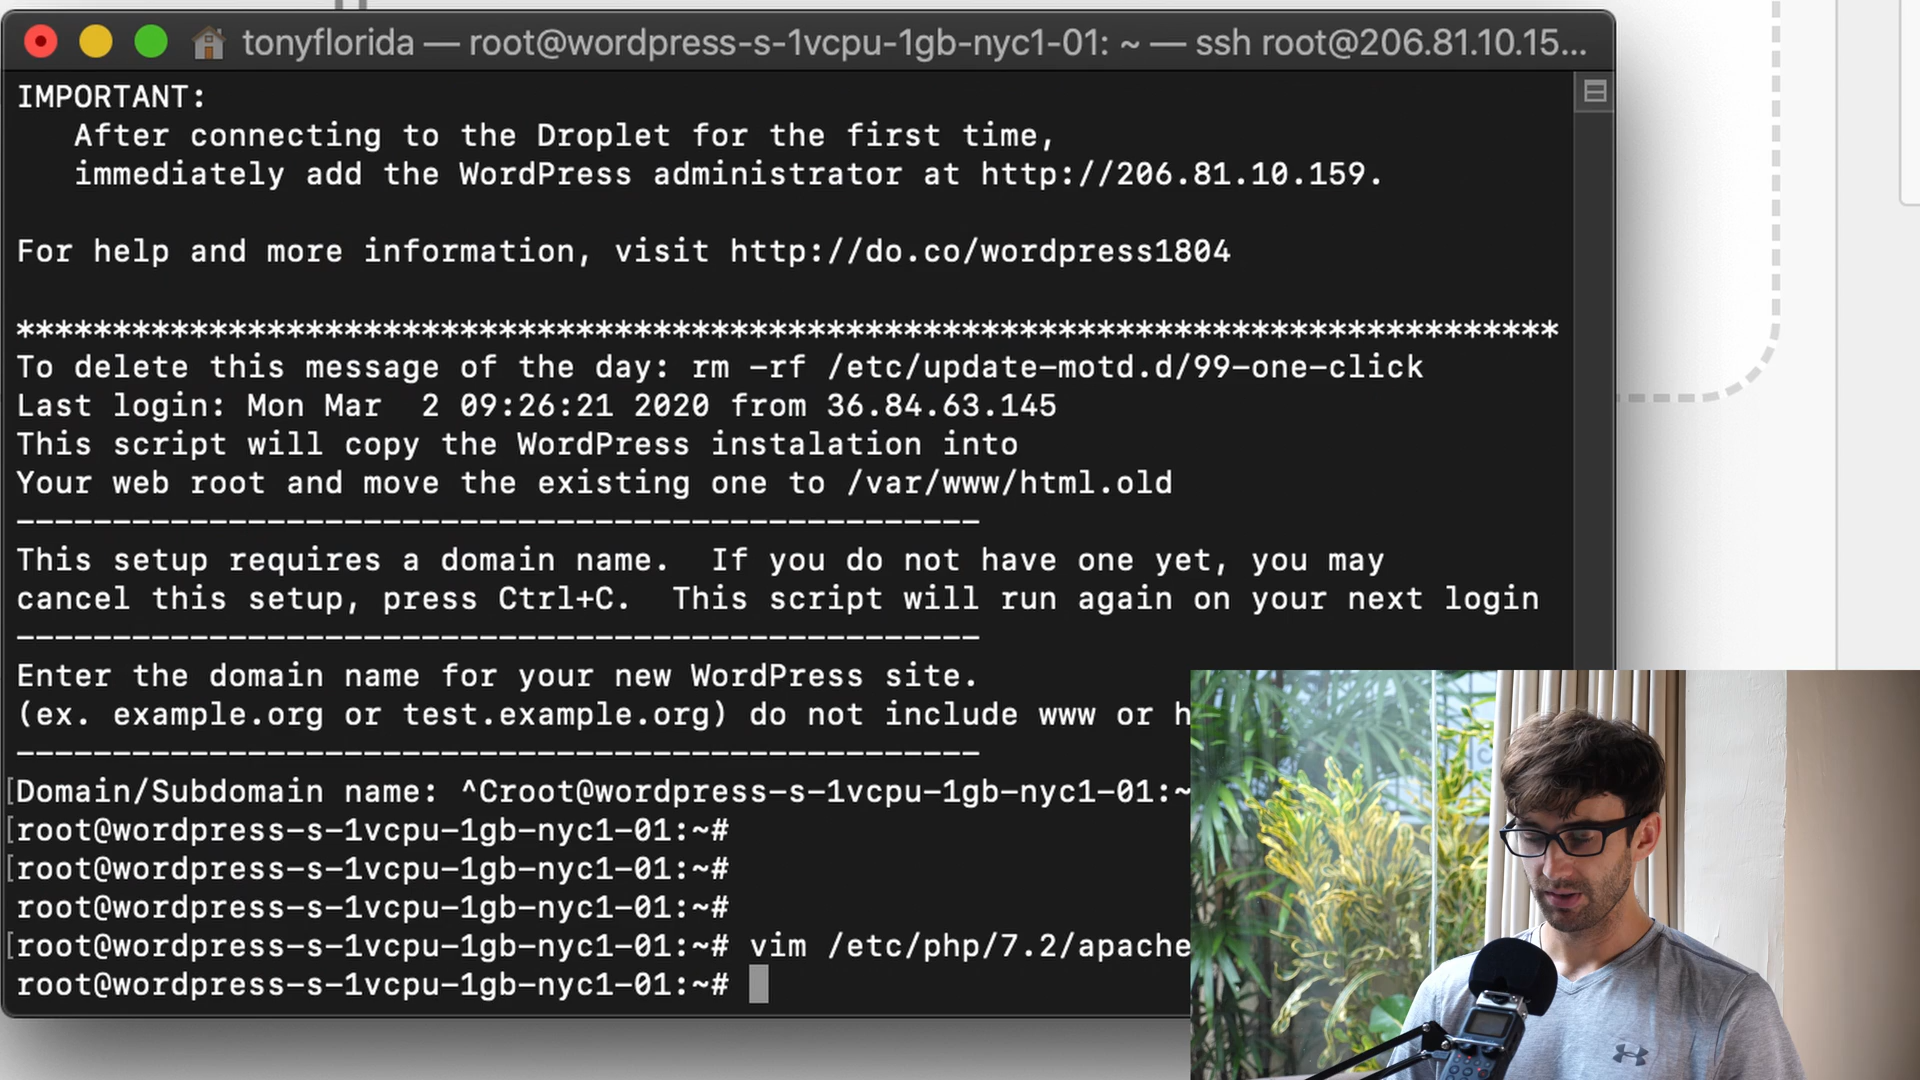 tonyflorida — root@wordpress-s-1vcpu-1gb-nyc1-01: ~ — ssh root@206.81.10.15...
IMPORTANT:
After connecting to the Droplet for the first time,
immediately add the WordPress administrator at http://206.81.10.159.
For help and more information, visit http://do.co/wordpress1804
********************************************************************************
To delete this message of the day: rm -rf /etc/update-motd.d/99-one-click
Last login: Mon Mar  2 09:26:21 2020 from 36.84.63.145
This script will copy the WordPress instalation into
Your web root and move the existing one to /var/www/html.old
--------------------------------------------------
This setup requires a domain name.  If you do not have one yet, you may
cancel this setup, press Ctrl+C.  This script will run again on your next login
--------------------------------------------------
Enter the domain name for your new WordPress site.
(ex. example.org or test.example.org) do not include www or h
--------------------------------------------------
[Domain/Subdomain name: ^Croot@wordpress-s-1vcpu-1gb-nyc1-01:~
[root@wordpress-s-1vcpu-1gb-nyc1-01:~#
[root@wordpress-s-1vcpu-1gb-nyc1-01:~#
root@wordpress-s-1vcpu-1gb-nyc1-01:~#
[root@wordpress-s-1vcpu-1gb-nyc1-01:~# vim /etc/php/7.2/apache
root@wordpress-s-1vcpu-1gb-nyc1-01:~#